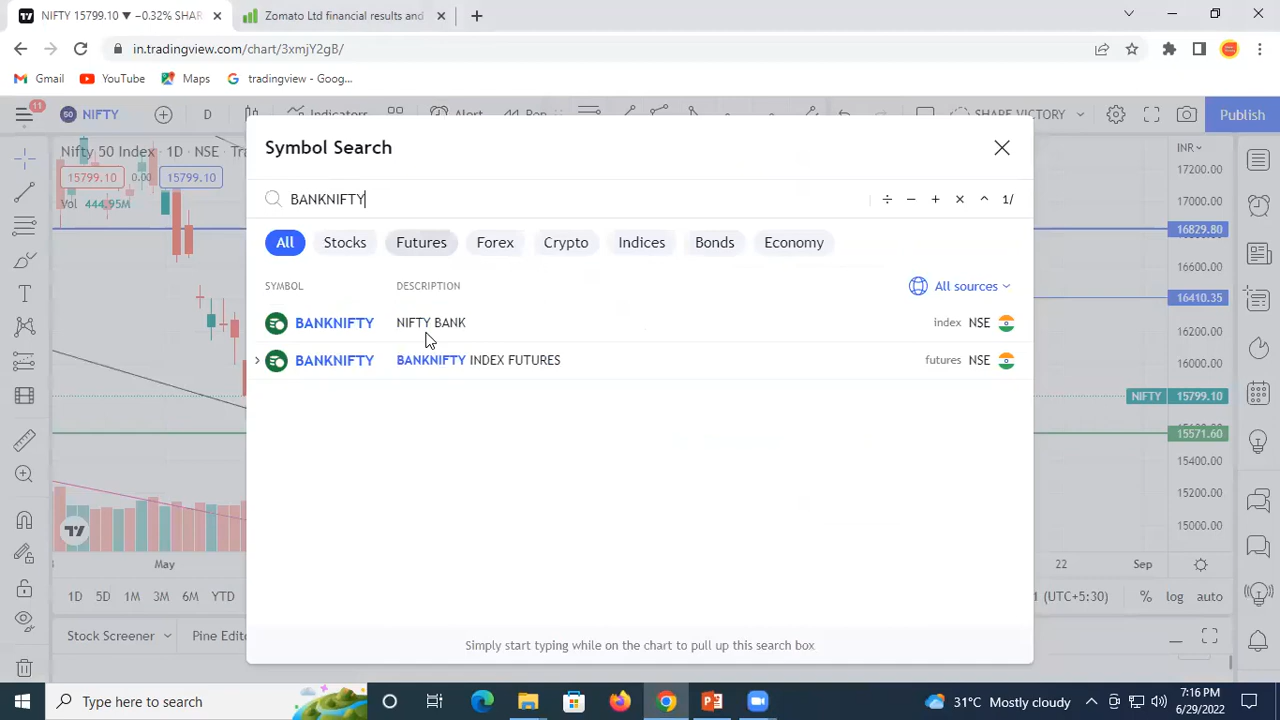 NIFTY 15799.10 ▼ −0.32% SHAR
Zomato Ltd financial results and
in.tradingview.com/chart/3xmjY2gB/
Gmail
YouTube
Maps
tradingview - Goog...
11
50 NIFTY
D
Indicators
Alert
SHARE VICTORY
Publish
Nifty 50 Index · 1D · NSE
15799.10
0.00
15799.10
Vol 444.95M
Symbol Search
BANKNIFTY
1/
All
Stocks
Futures
Forex
Crypto
Indices
Bonds
Economy
SYMBOL
DESCRIPTION
All sources
BANKNIFTY NIFTY BANK index NSE
BANKNIFTY BANKNIFTY INDEX FUTURES futures NSE
Simply start typing while on the chart to pull up this search box
INR
17200.00
17000.00
16829.80
16600.00
16410.35
16200.00
16000.00
NIFTY 15799.10
15571.60
15400.00
15200.00
15000.00
May
22
Sep
1D 5D 1M 3M 6M YTD
(UTC+5:30)
% log auto
Stock Screener
Pine Edit
Type here to search
31°C Mostly cloudy
7:16 PM
6/29/2022